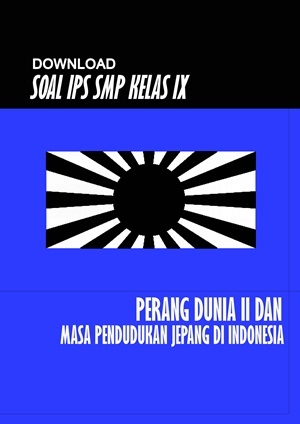 DOWNLOAD
SOAL IPS SMP KELAS IX
PERANG DUNIA II DAN
MASA PENDUDUKAN JEPANG DI INDONESIA